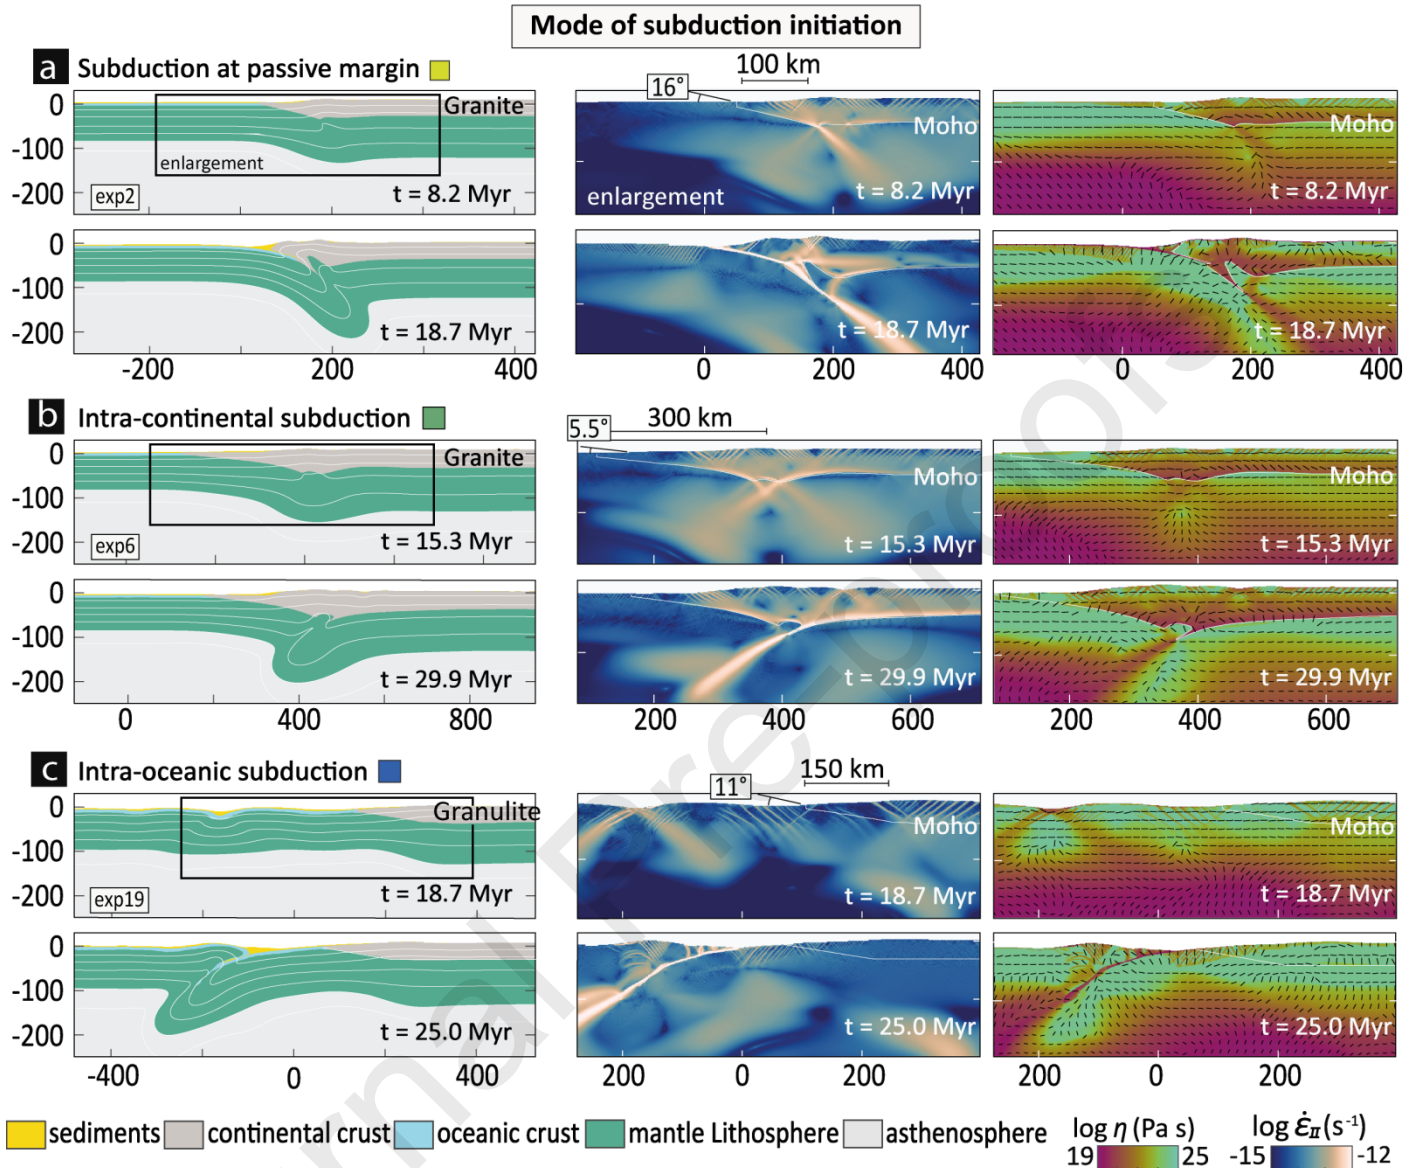 Mode of subduction initiation
a Subduction at passive margin
100 km
16°
0
-100
-200
Granite
enlargement
exp2
t = 8.2 Myr
Moho
enlargement
t = 8.2 Myr
Moho
t = 8.2 Myr
0
-100
-200
t = 18.7 Myr
t = 18.7 Myr
t = 18.7 Myr
-200 200 400
0 200 400
0 200 400
b Intra-continental subduction
5.5°
300 km
0
-100
-200
Granite
exp6
t = 15.3 Myr
Moho
t = 15.3 Myr
Moho
t = 15.3 Myr
0
-100
-200
t = 29.9 Myr
t = 29.9 Myr
t = 29.9 Myr
0 400 800
200 400 600
200 400 600
c Intra-oceanic subduction
11°
150 km
0
-100
-200
Granulite
exp19
t = 18.7 Myr
Moho
t = 18.7 Myr
Moho
t = 18.7 Myr
0
-100
-200
t = 25.0 Myr
t = 25.0 Myr
t = 25.0 Myr
-400 0 400
200 0 200
200 0 200
sediments continental crust oceanic crust mantle Lithosphere asthenosphere
log η (Pa s)
19 25
log ε̇II (s⁻¹)
-15 -12
Journal Pre-proofs